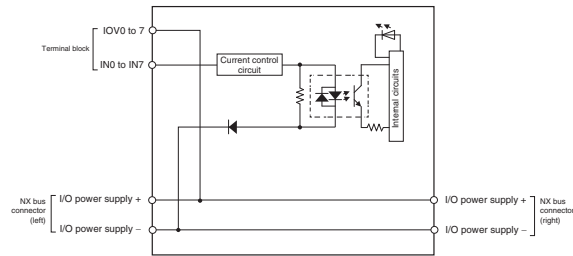 IOV0 to 7
Terminal block
IN0 to IN7
Current control
circuit
Internal circuits
NX bus
connector
(left)
I/O power supply +
I/O power supply −
I/O power supply +
I/O power supply −
NX bus
connector
(right)